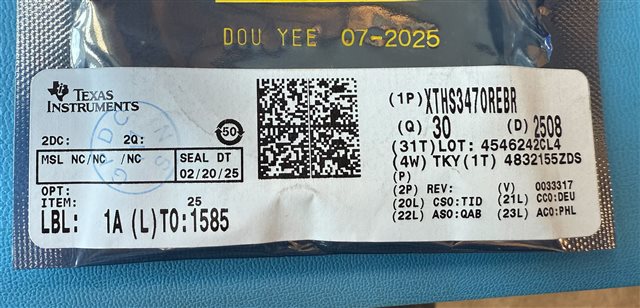 DOU YEE 07-2025
TEXAS
INSTRUMENTS
2DC: 2Q:
50
MSL NC/NC /NC
SEAL DT
02/20/25
OPT:
ITEM: 25
LBL: 1A (L)TO:1585
(1P) XTHS3470REBR
(Q) 30 (D) 2508
(31T)LOT: 4546242CL4
(4W) TKY(1T) 4832155ZDS
(P)
(2P) REV: (V) 0033317
(20L) CSO:TID (21L) CCO:DEU
(22L) ASO:QAB (23L) ACO:PHL